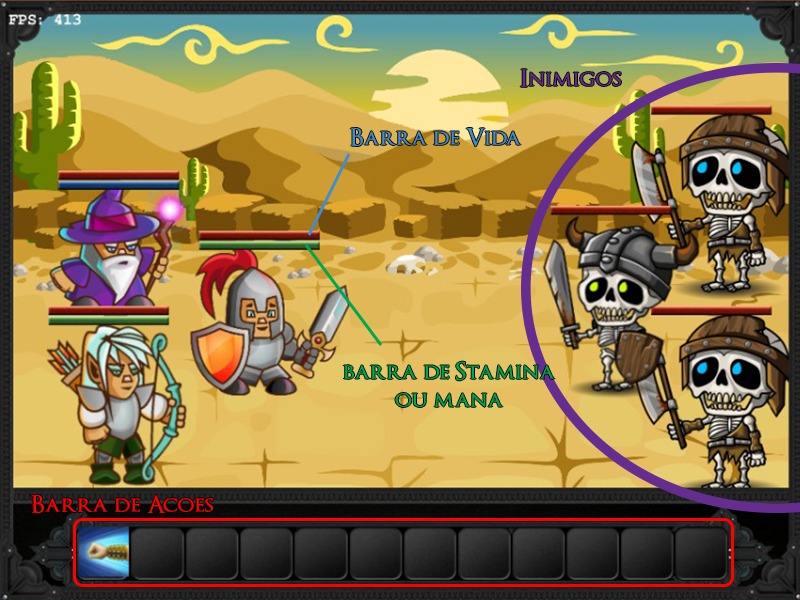 FPS: 413
Inimigos
Barra de Vida
barra de Stamina
ou mana
Barra de Acoes